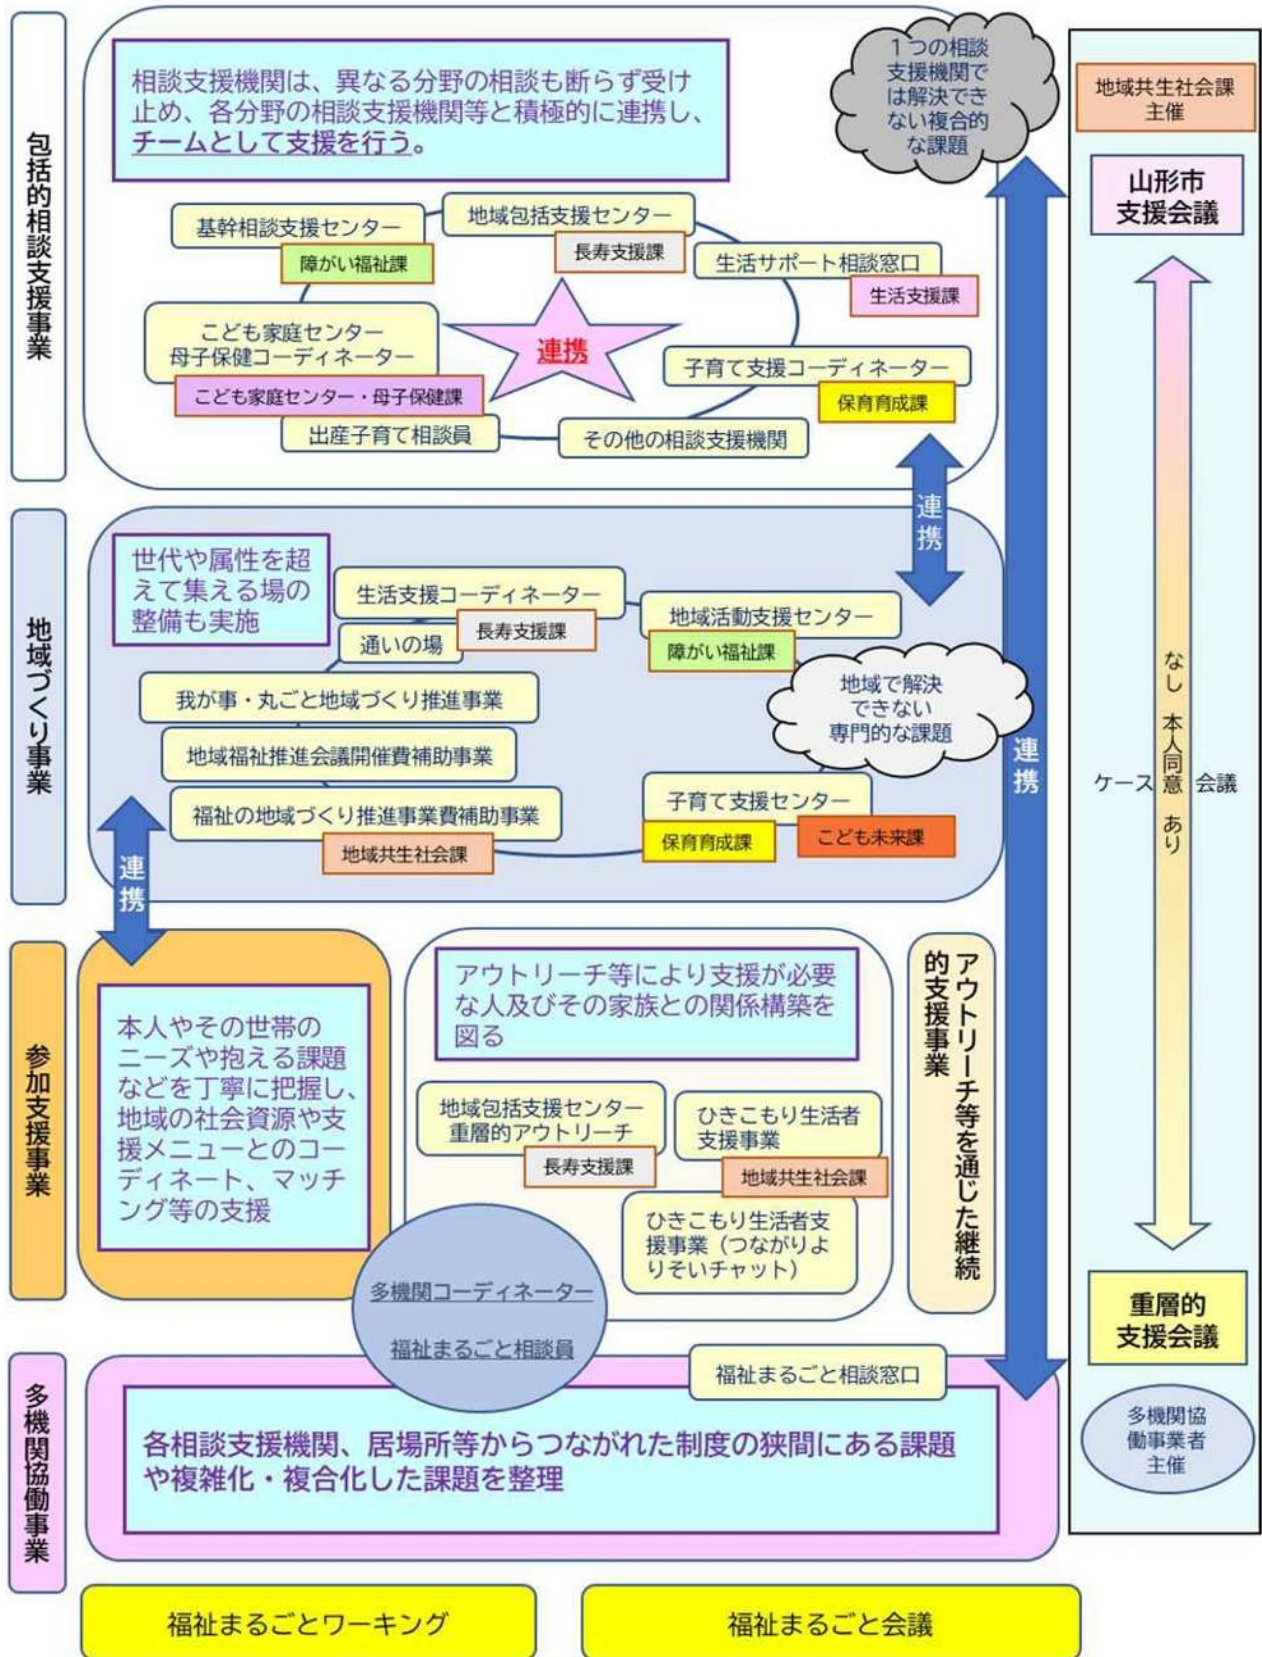 包括的相談支援事業
相談支援機関は、異なる分野の相談も断らず受け
止め、各分野の相談支援機関等と積極的に連携し、
チームとして支援を行う。
1つの相談
支援機関で
は解決でき
ない複合的
な課題
基幹相談支援センター
障がい福祉課
地域包括支援センター
長寿支援課
生活サポート相談窓口
生活支援課
こども家庭センター
母子保健コーディネーター
こども家庭センター・母子保健課
連携
子育て支援コーディネーター
保育育成課
出産子育て相談員
その他の相談支援機関
連携
地域づくり事業
世代や属性を超
えて集える場の
整備も実施
生活支援コーディネーター
長寿支援課
通いの場
地域活動支援センター
障がい福祉課
我が事・丸ごと地域づくり推進事業
地域福祉推進会議開催費補助事業
福祉の地域づくり推進事業費補助事業
地域共生社会課
地域で解決
できない
専門的な課題
子育て支援センター
保育育成課
こども未来課
連携
連携
参加支援事業
本人やその世帯の
ニーズや抱える課題
などを丁寧に把握し、
地域の社会資源や支
援メニューとのコー
ディネート、マッチ
ング等の支援
アウトリーチ等により支援が必要
な人及びその家族との関係構築を
図る
地域包括支援センター
重層的アウトリーチ
長寿支援課
ひきこもり生活者
支援事業
地域共生社会課
ひきこもり生活者支
援事業（つながりよ
りそいチャット）
アウトリーチ等を通じた継続
的支援事業
多機関コーディネーター
福祉まるごと相談員
多機関協働事業
福祉まるごと相談窓口
各相談支援機関、居場所等からつながれた制度の狭間にある課題
や複雑化・複合化した課題を整理
福祉まるごとワーキング
福祉まるごと会議
地域共生社会課
主催
山形市
支援会議
なし 本人同意 あり
ケース 会議
重層的
支援会議
多機関協
働事業者
主催